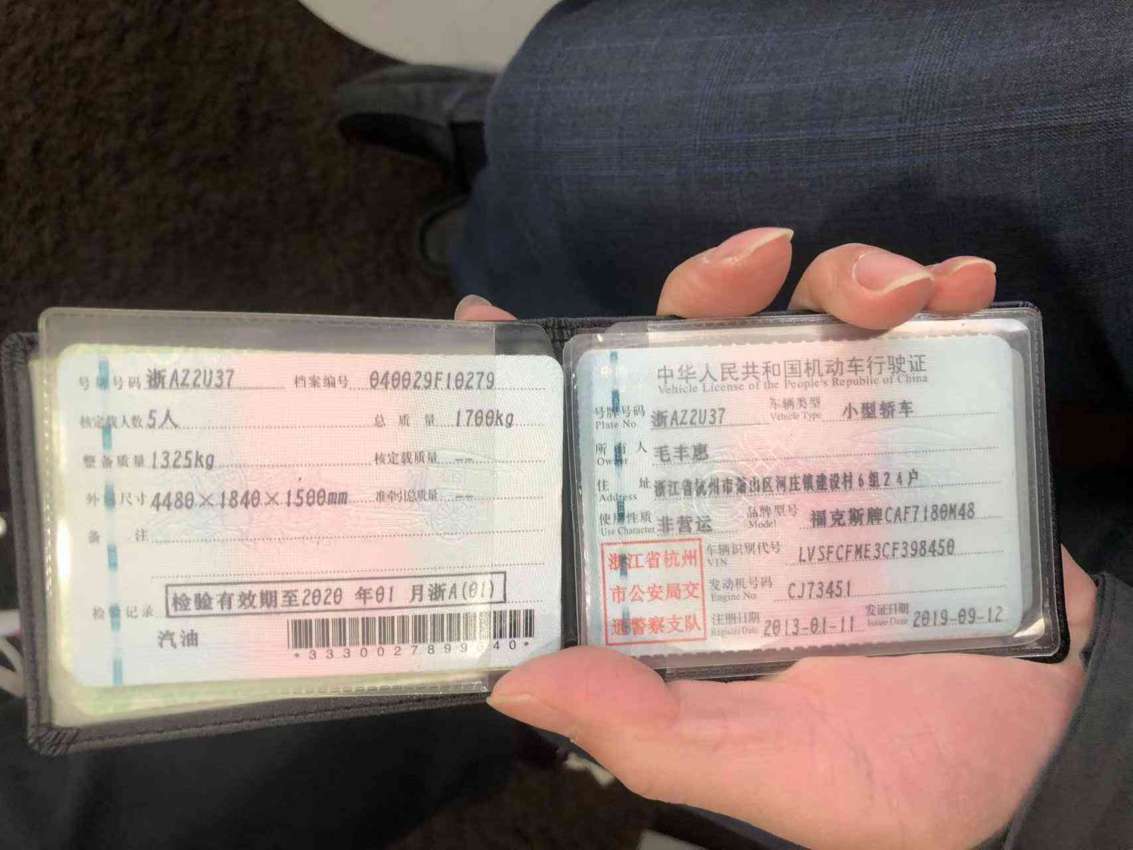 号牌号码 浙AZ2U37 档案编号 040029F10279
核定载人数 5人 总质量 1700kg
整备质量 1325kg 核定载质量 --
外廓尺寸 4480×1840×1500mm 准牵引总质量 --
备注
检验记录 检验有效期至2020年01月浙A(01)
汽油
*3330027899040*
中华人民共和国机动车行驶证
Vehicle License of the People's Republic of China
号牌号码 浙AZ2U37 车辆类型 小型轿车
Plate No Vehicle Type
所有人 毛丰惠
Owner
住址 浙江省杭州市萧山区河庄镇建设村6组24户
Address
使用性质 非营运 品牌型号 福克斯牌CAF7180M48
Use Character Model
浙江省杭州
市公安局交
通警察支队
车辆识别代号 LVSFCFME3CF398450
VIN
发动机号码 CJ73451
Engine No
注册日期 2013-01-11 发证日期 2019-09-12
Register Date Issue Date